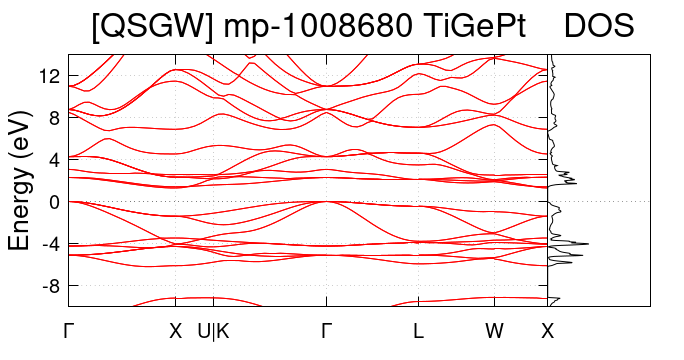 [QSGW] mp-1008680 TiGePt DOS
Energy (eV)
12
8
4
0
-4
-8
Γ X U|K Γ L W X